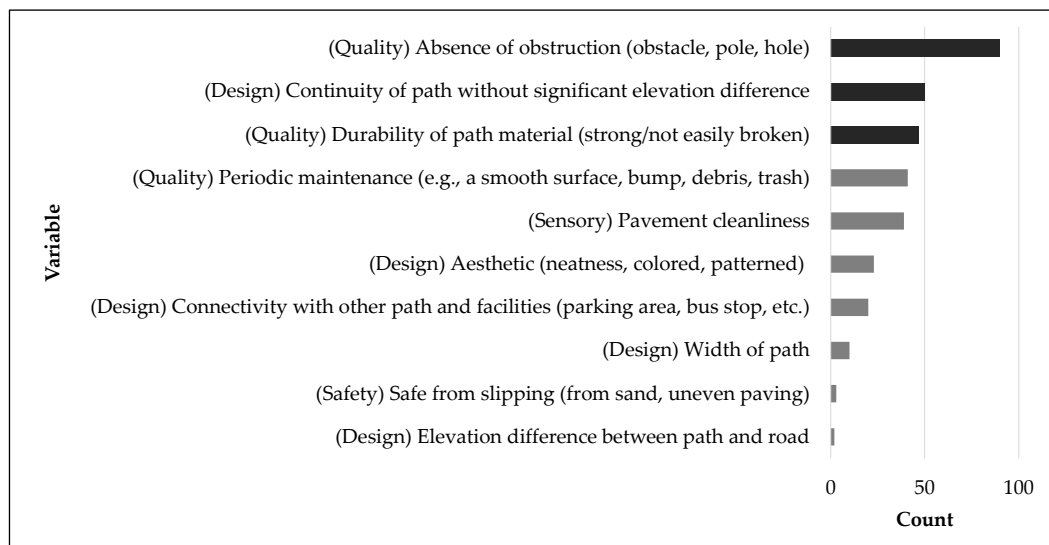 (Quality) Absence of obstruction (obstacle, pole, hole)
(Design) Continuity of path without significant elevation difference
(Quality) Durability of path material (strong/not easily broken)
(Quality) Periodic maintenance (e.g., a smooth surface, bump, debris, trash)
(Sensory) Pavement cleanliness
(Design) Aesthetic (neatness, colored, patterned)
(Design) Connectivity with other path and facilities (parking area, bus stop, etc.)
(Design) Width of path
(Safety) Safe from slipping (from sand, uneven paving)
(Design) Elevation difference between path and road
Variable
0 50 100
Count